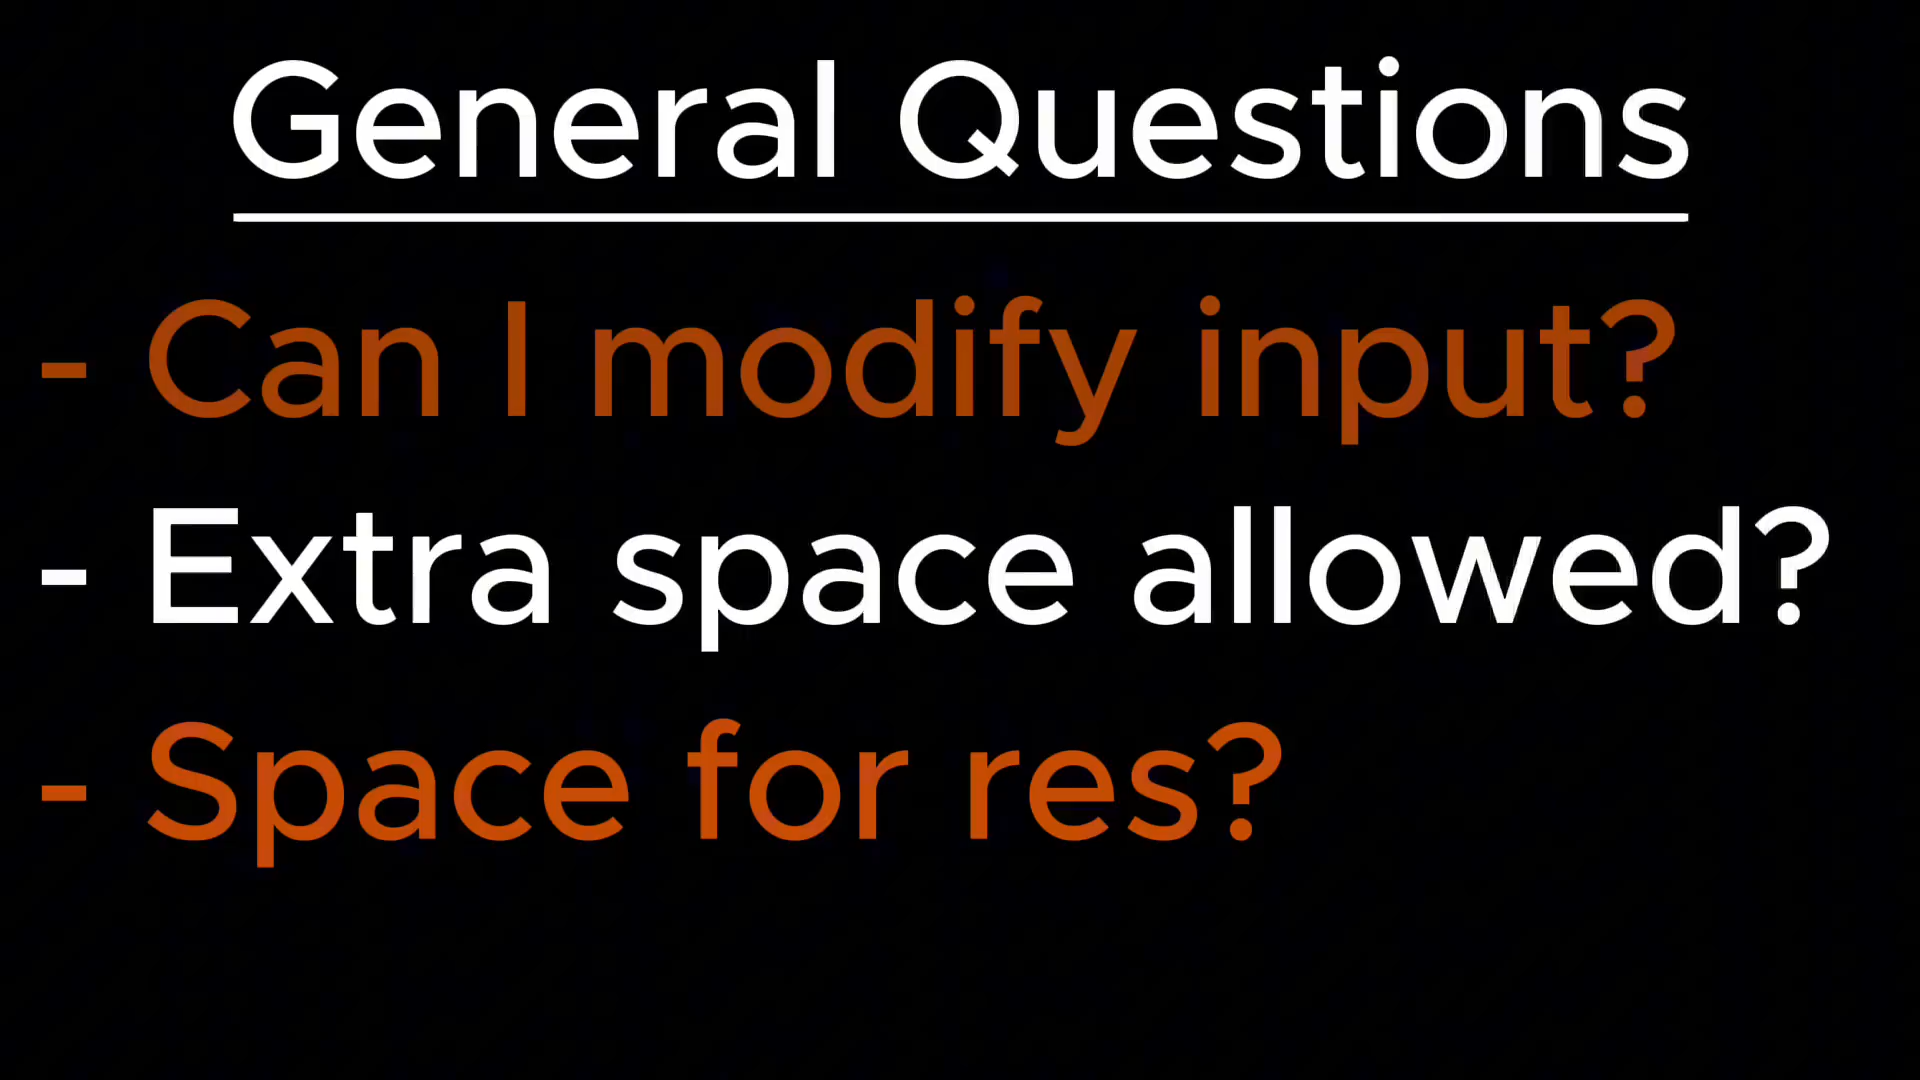 General Questions
- Can I modify input?
- Extra space allowed?
- Space for res?